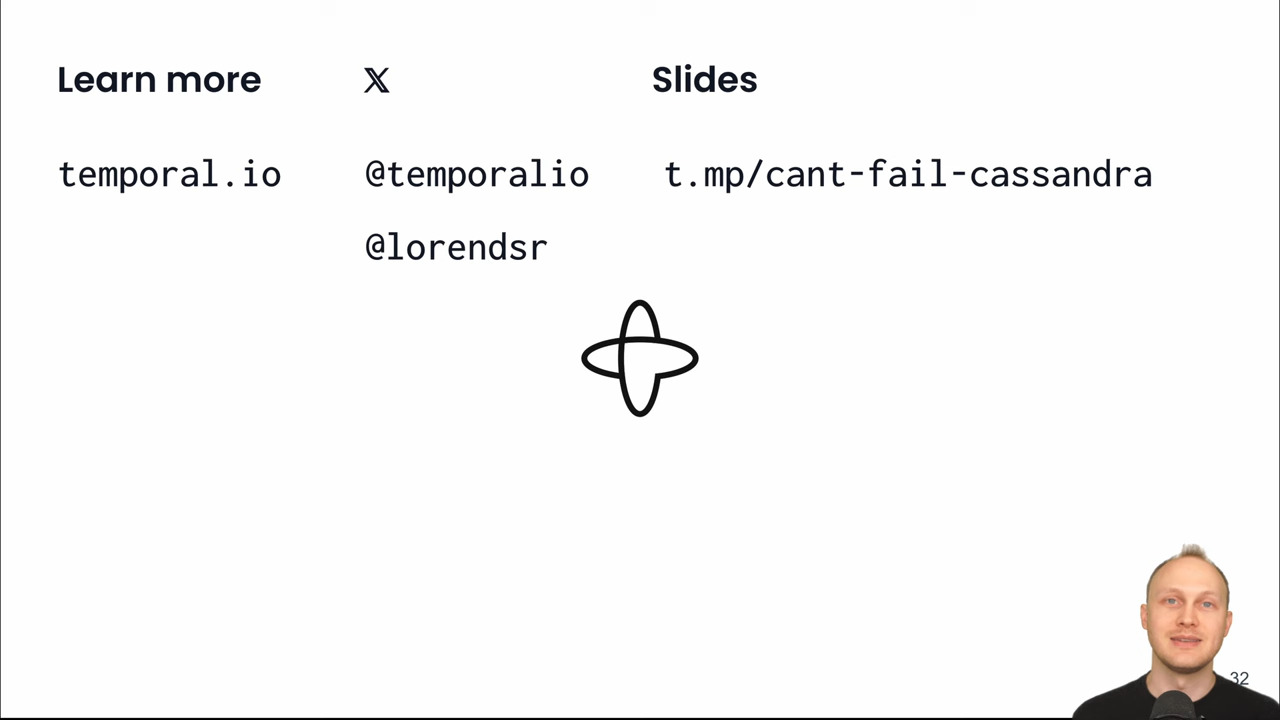 Learn more 𝕏 Slides
temporal.io @temporalio t.mp/cant-fail-cassandra
@lorendsr
32